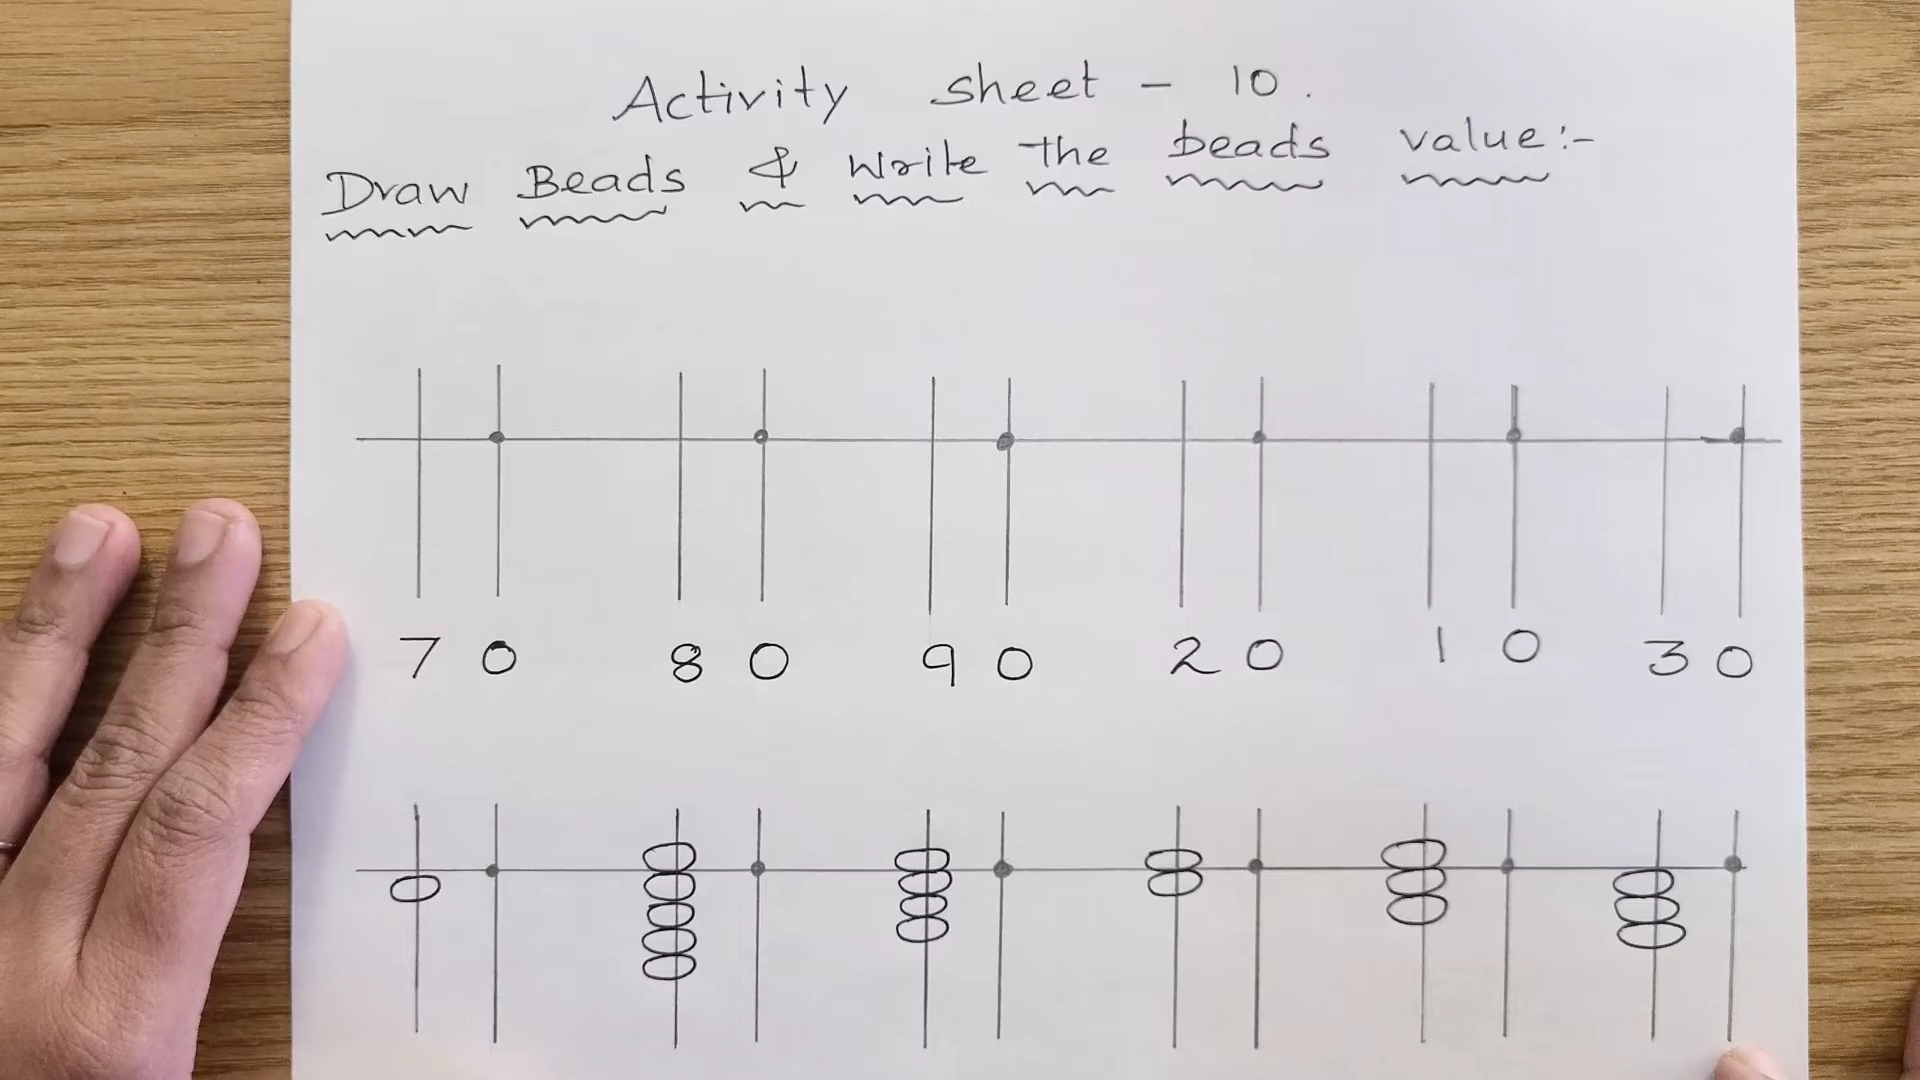 Activity sheet - 10.
Draw Beads & Write the beads value:-
70 80 90 20 10 30